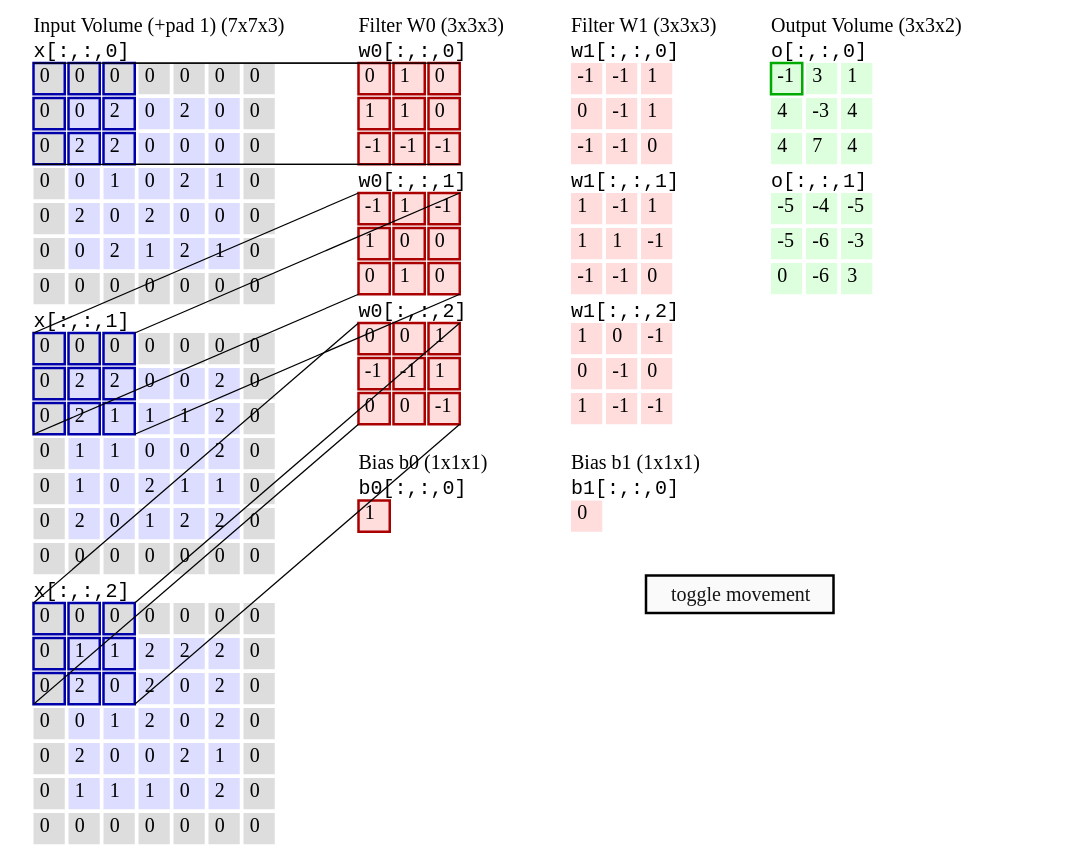 Input Volume (+pad 1) (7x7x3)
x[:,:,0]
0 0 0 0 0 0 0
0 0 2 0 2 0 0
0 2 2 0 0 0 0
0 0 1 0 2 1 0
0 2 0 2 0 0 0
0 0 2 1 2 1 0
0 0 0 0 0 0 0
x[:,:,1]
0 0 0 0 0 0 0
0 2 2 0 0 2 0
0 2 1 1 1 2 0
0 1 1 0 0 2 0
0 1 0 2 1 1 0
0 2 0 1 2 2 0
0 0 0 0 0 0 0
x[:,:,2]
0 0 0 0 0 0 0
0 1 1 2 2 2 0
0 2 0 2 0 2 0
0 0 1 2 0 2 0
0 2 0 0 2 1 0
0 1 1 1 0 2 0
0 0 0 0 0 0 0
Filter W0 (3x3x3)
w0[:,:,0]
0 1 0
1 1 0
-1 -1 -1
w0[:,:,1]
-1 1 -1
1 0 0
0 1 0
w0[:,:,2]
0 0 1
-1 -1 1
0 0 -1
Bias b0 (1x1x1)
b0[:,:,0]
1
Filter W1 (3x3x3)
w1[:,:,0]
-1 -1 1
0 -1 1
-1 -1 0
w1[:,:,1]
1 -1 1
1 1 -1
-1 -1 0
w1[:,:,2]
1 0 -1
0 -1 0
1 -1 -1
Bias b1 (1x1x1)
b1[:,:,0]
0
Output Volume (3x3x2)
o[:,:,0]
-1 3 1
4 -3 4
4 7 4
o[:,:,1]
-5 -4 -5
-5 -6 -3
0 -6 3
toggle movement